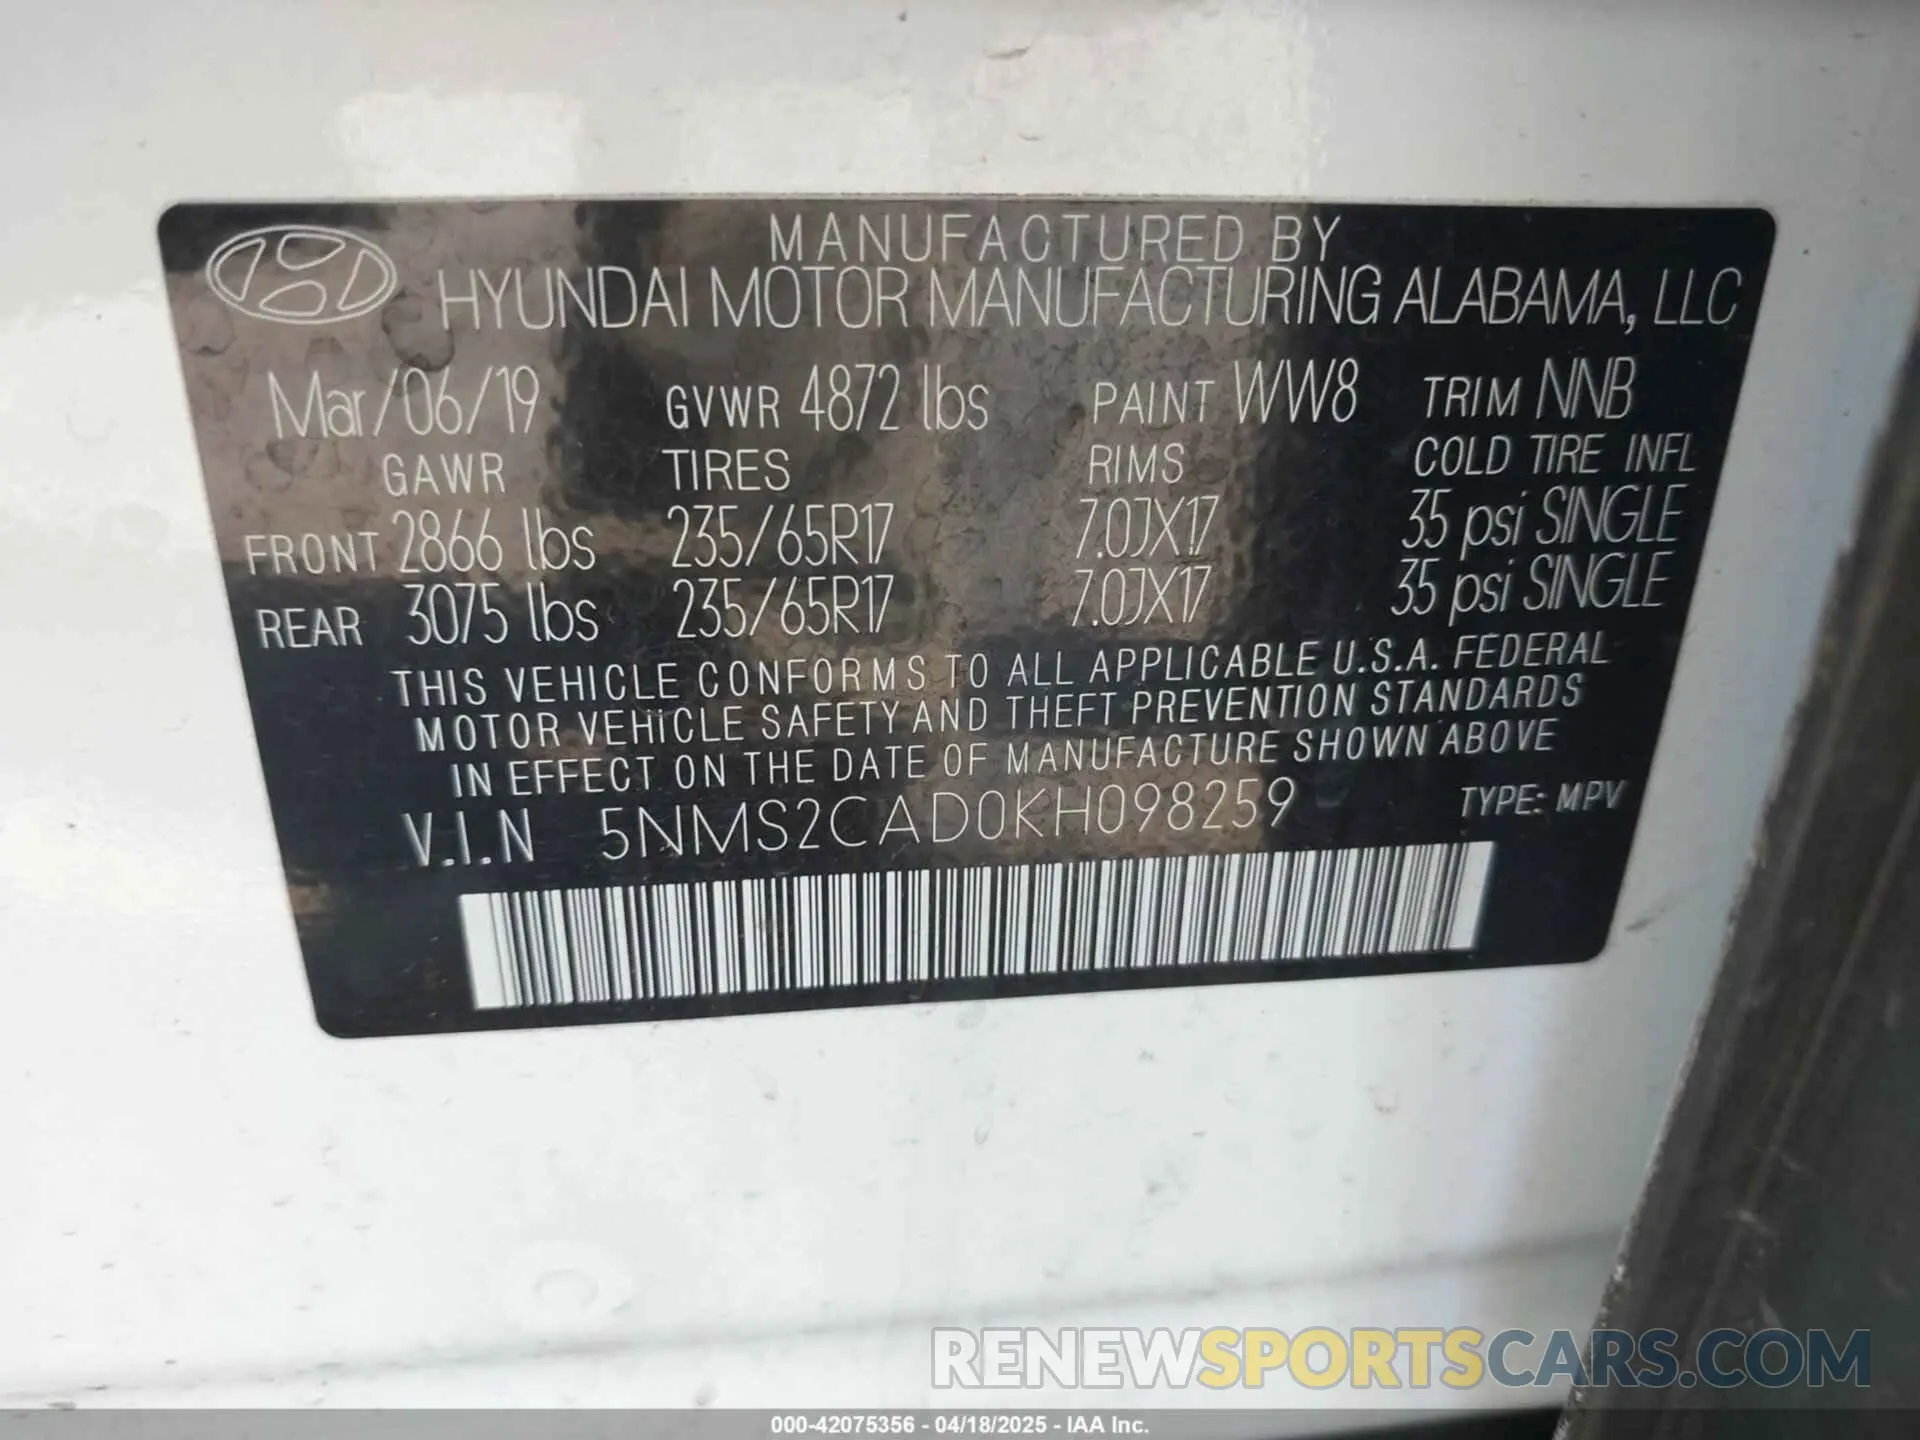 MANUFACTURED BY
HYUNDAI MOTOR MANUFACTURING ALABAMA, LLC
Mar/06/19 GVWR 4872 lbs PAINT WW8 TRIM NNB
GAWR TIRES RIMS COLD TIRE INFL
FRONT 2866 lbs 235/65R17 7.0JX17 35 psi SINGLE
REAR 3075 lbs 235/65R17 7.0JX17 35 psi SINGLE
THIS VEHICLE CONFORMS TO ALL APPLICABLE U.S.A. FEDERAL
MOTOR VEHICLE SAFETY AND THEFT PREVENTION STANDARDS
IN EFFECT ON THE DATE OF MANUFACTURE SHOWN ABOVE
V.I.N 5NMS2CAD0KH098259 TYPE: MPV
RENEWSPORTSCARS.COM
000-42075356 - 04/18/2025 - IAA Inc.